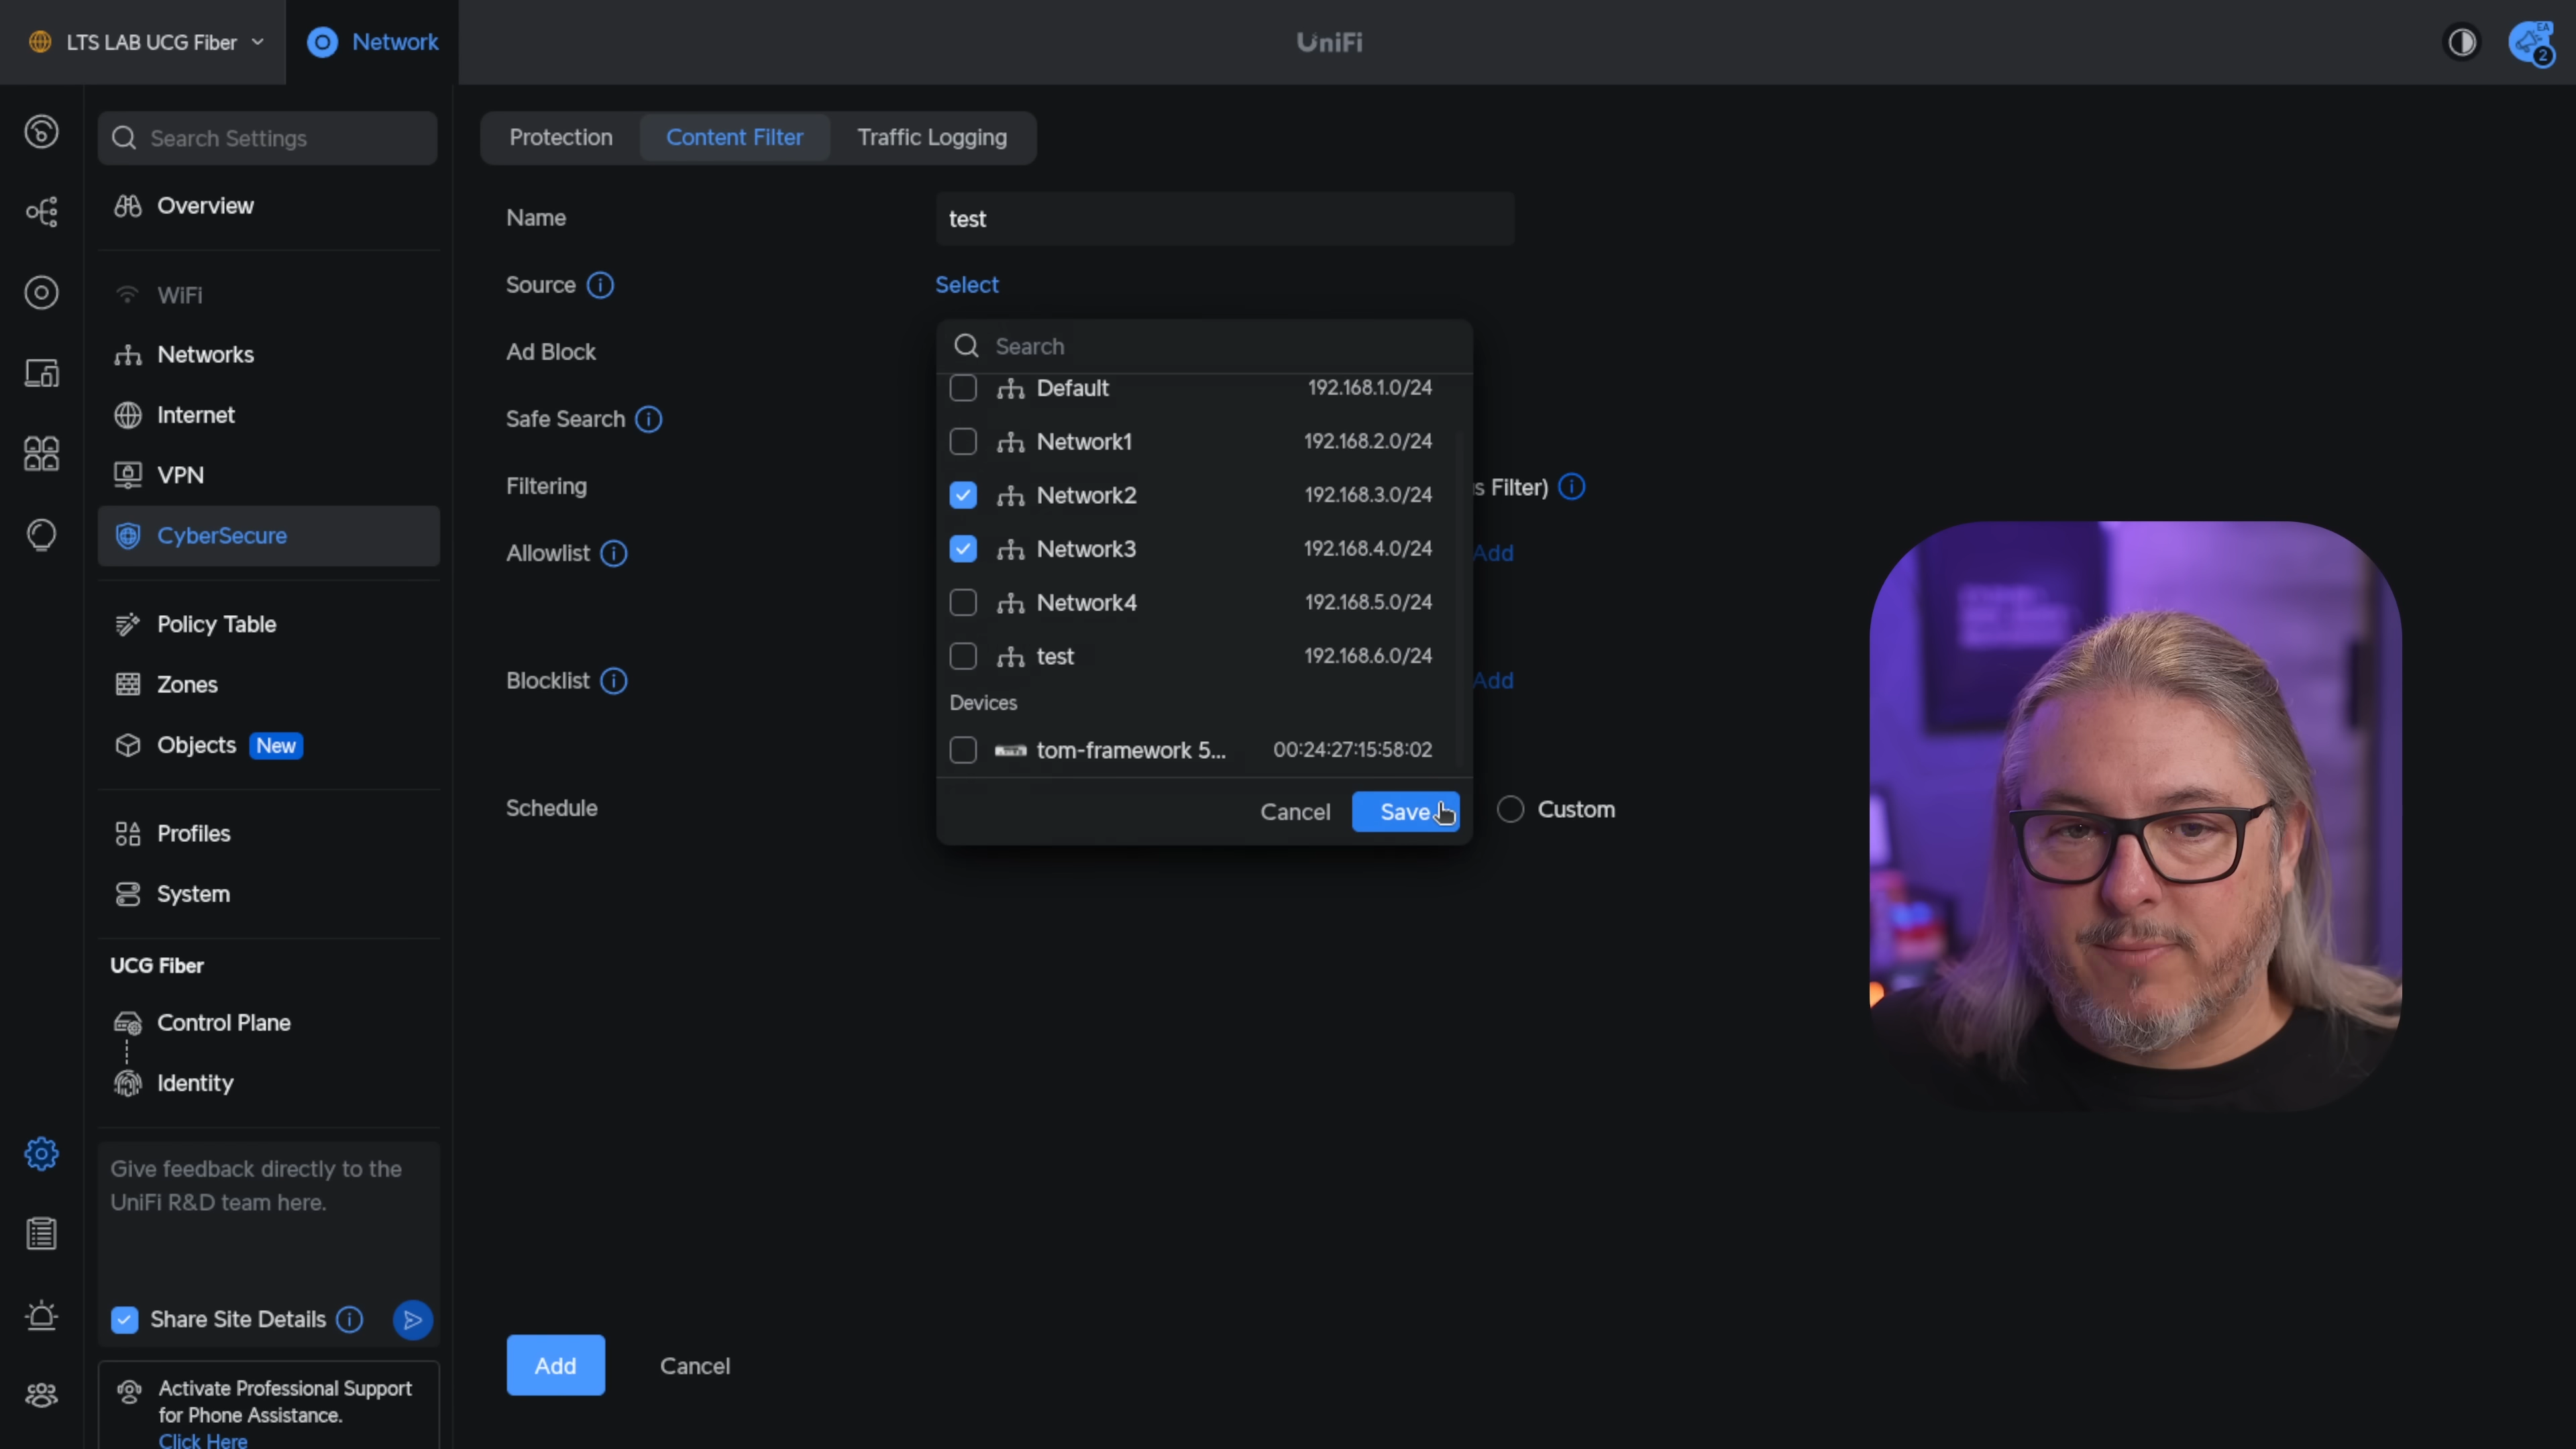 LTS LAB UCG Fiber
Network
UniFi
EA
2
Search Settings
Overview
WiFi
Networks
Internet
VPN
CyberSecure
Policy Table
Zones
Objects New
Profiles
System
UCG Fiber
Control Plane
Identity
Give feedback directly to the
UniFi R&D team here.
Share Site Details
Activate Professional Support
for Phone Assistance.
Click Here
Protection Content Filter Traffic Logging
Name test
Source Select
Ad Block
Safe Search
Filtering s Filter)
Allowlist Add
Blocklist Add
Schedule Custom
Search
Default 192.168.1.0/24
Network1 192.168.2.0/24
Network2 192.168.3.0/24
Network3 192.168.4.0/24
Network4 192.168.5.0/24
test 192.168.6.0/24
Devices
tom-framework 5... 00:24:27:15:58:02
Cancel Save
Add Cancel